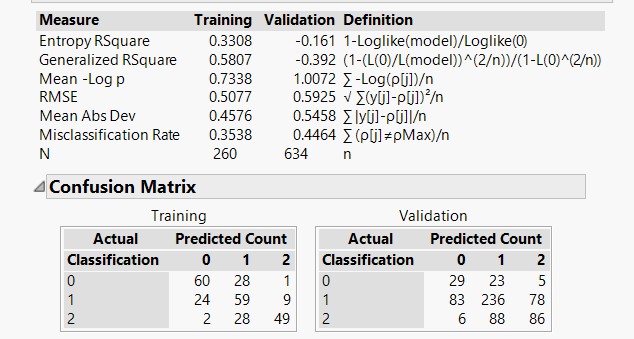 Measure Training Validation Definition
Entropy RSquare 0.3308 -0.161 1-Loglike(model)/Loglike(0)
Generalized RSquare 0.5807 -0.392 (1-(L(0)/L(model))^(2/n))/(1-L(0)^(2/n))
Mean -Log p 0.7338 1.0072 ∑ -Log(ρ[j])/n
RMSE 0.5077 0.5925 √ ∑(y[j]-ρ[j])²/n
Mean Abs Dev 0.4576 0.5458 ∑ |y[j]-ρ[j]|/n
Misclassification Rate 0.3538 0.4464 ∑ (ρ[j]≠ρMax)/n
N 260 634 n
Confusion Matrix
Training Validation
Actual Predicted Count Actual Predicted Count
Classification 0 1 2 Classification 0 1 2
0 60 28 1 0 29 23 5
1 24 59 9 1 83 236 78
2 2 28 49 2 6 88 86